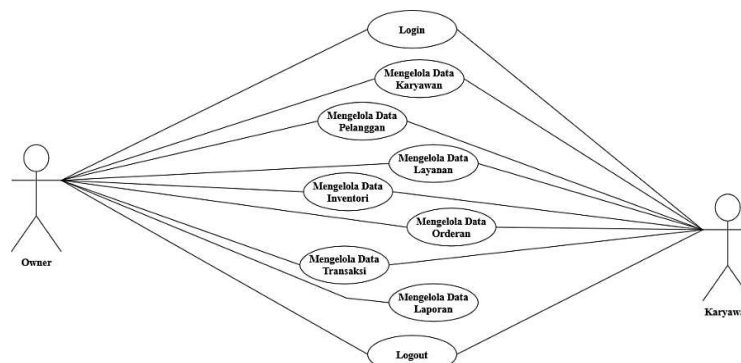 Login
Mengelola Data
Karyawan
Mengelola Data
Pelanggan
Mengelola Data
Layanan
Mengelola Data
Inventori
Mengelola Data
Orderan
Owner
Mengelola Data
Transaksi
Mengelola Data
Laporan
Karyawa
Logout